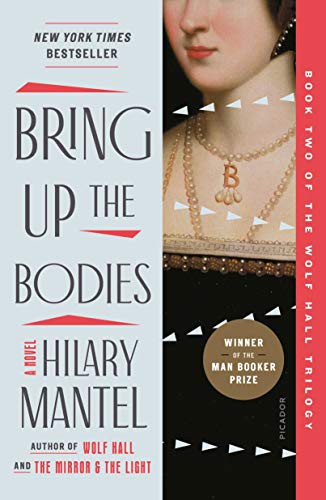 NEW YORK TIMES
BESTSELLER
BRING
UP THE
BODIES
A NOVEL
HILARY
MANTEL
AUTHOR OF WOLF HALL
AND THE MIRROR & THE LIGHT
B
WINNER
OF THE
MAN BOOKER
PRIZE
PICADOR
BOOK TWO OF THE WOLF HALL TRILOGY